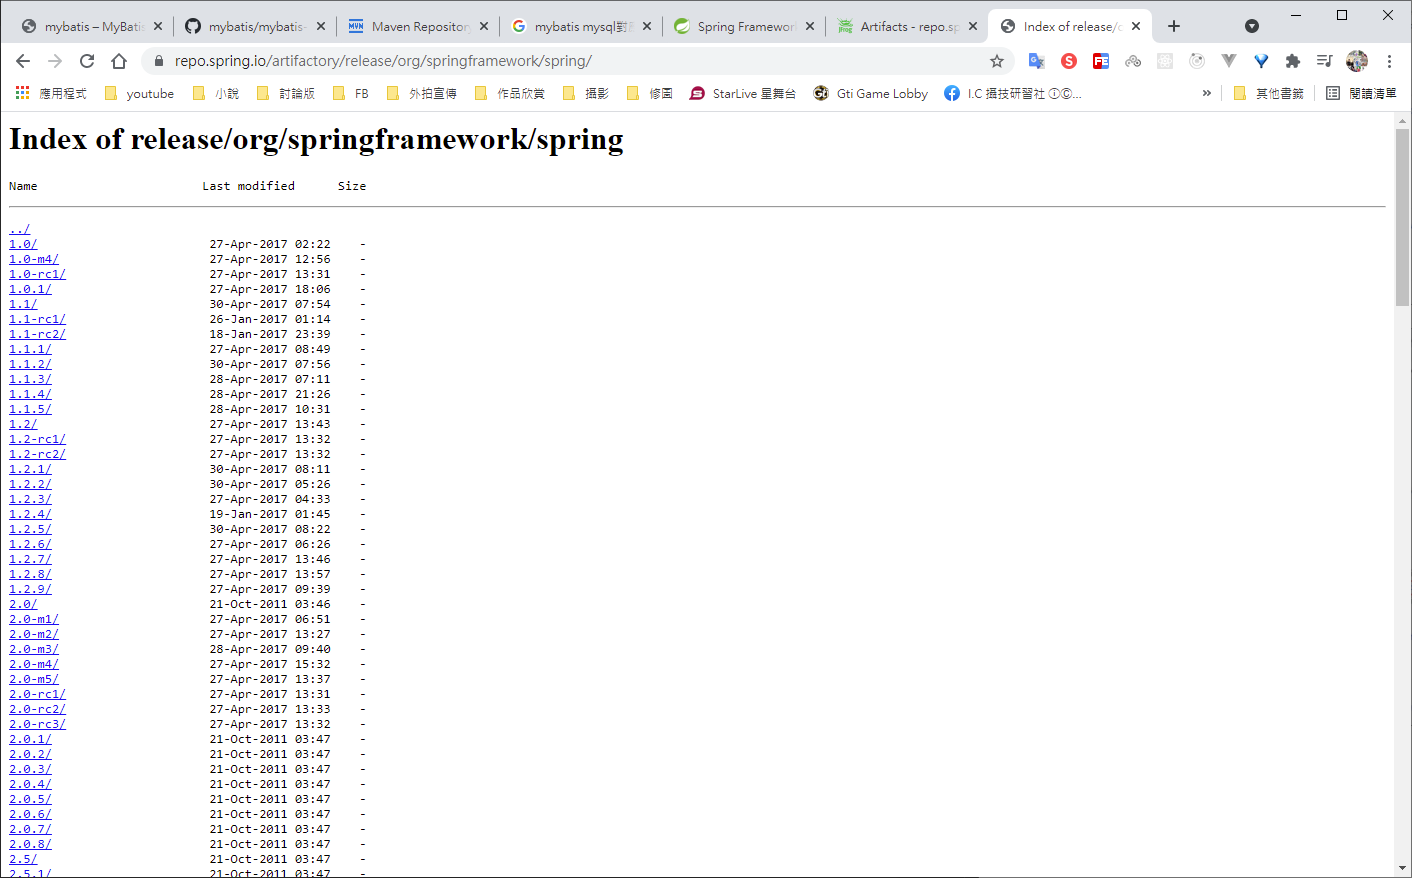 mybatis – MyBatis
mybatis/mybatis-
Maven Repository
mybatis mysql對
Spring Framework
Artifacts - repo.sp
Index of release/o
repo.spring.io/artifactory/release/org/springframework/spring/
應用程式 youtube 小說 討論版 FB 外拍宣傳 作品欣賞 攝影 修圖 StarLive 星舞台 Gti Game Lobby I.C 攝技研習社 ①©... » 其他書籤 閱讀清單
Index of release/org/springframework/spring
Name Last modified Size
../
1.0/ 27-Apr-2017 02:22 -
1.0-m4/ 27-Apr-2017 12:56 -
1.0-rc1/ 27-Apr-2017 13:31 -
1.0.1/ 27-Apr-2017 18:06 -
1.1/ 30-Apr-2017 07:54 -
1.1-rc1/ 26-Jan-2017 01:14 -
1.1-rc2/ 18-Jan-2017 23:39 -
1.1.1/ 27-Apr-2017 08:49 -
1.1.2/ 30-Apr-2017 07:56 -
1.1.3/ 28-Apr-2017 07:11 -
1.1.4/ 28-Apr-2017 21:26 -
1.1.5/ 28-Apr-2017 10:31 -
1.2/ 27-Apr-2017 13:43 -
1.2-rc1/ 27-Apr-2017 13:32 -
1.2-rc2/ 27-Apr-2017 13:32 -
1.2.1/ 30-Apr-2017 08:11 -
1.2.2/ 30-Apr-2017 05:26 -
1.2.3/ 27-Apr-2017 04:33 -
1.2.4/ 19-Jan-2017 01:45 -
1.2.5/ 30-Apr-2017 08:22 -
1.2.6/ 27-Apr-2017 06:26 -
1.2.7/ 27-Apr-2017 13:46 -
1.2.8/ 27-Apr-2017 13:57 -
1.2.9/ 27-Apr-2017 09:39 -
2.0/ 21-Oct-2011 03:46 -
2.0-m1/ 27-Apr-2017 06:51 -
2.0-m2/ 27-Apr-2017 13:27 -
2.0-m3/ 28-Apr-2017 09:40 -
2.0-m4/ 27-Apr-2017 15:32 -
2.0-m5/ 27-Apr-2017 13:37 -
2.0-rc1/ 27-Apr-2017 13:31 -
2.0-rc2/ 27-Apr-2017 13:33 -
2.0-rc3/ 27-Apr-2017 13:32 -
2.0.1/ 21-Oct-2011 03:47 -
2.0.2/ 21-Oct-2011 03:47 -
2.0.3/ 21-Oct-2011 03:47 -
2.0.4/ 21-Oct-2011 03:47 -
2.0.5/ 21-Oct-2011 03:47 -
2.0.6/ 21-Oct-2011 03:47 -
2.0.7/ 21-Oct-2011 03:47 -
2.0.8/ 21-Oct-2011 03:47 -
2.5/ 21-Oct-2011 03:47 -
2.5.1/ 21-Oct-2011 03:47 -